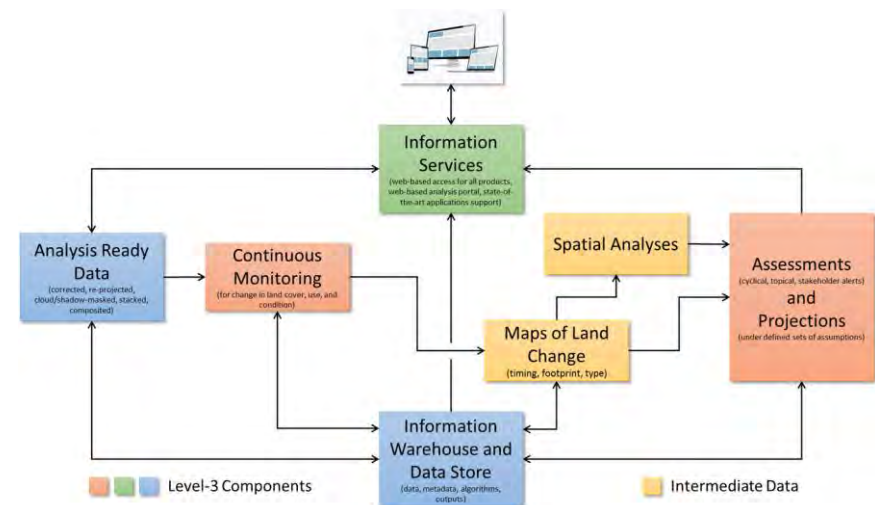 Information
Services
(web-based access for all products,
web-based analysis portal, state-of-
the-art applications support)
Analysis Ready
Data
(corrected, re-projected,
cloud/shadow-masked, stacked,
composited)
Continuous
Monitoring
(for change in land cover, use, and
condition)
Spatial Analyses
Maps of Land
Change
(timing, footprint, type)
Assessments
(cyclical, topical, stakeholder alerts)
and
Projections
(under defined sets of assumptions)
Information
Warehouse and
Data Store
(data, metadata, algorithms,
outputs)
Level-3 Components
Intermediate Data